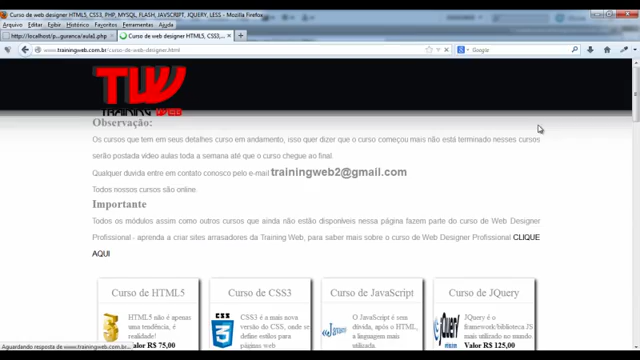 Curso de web designer HTML5, CSS3, PHP, MYSQL, FLASH, JAVSCRIPT, JQUERY, LESS - Mozilla Firefox
Arquivo Editar Exibir Histórico Favoritos Ferramentas Ajuda
Curso de web designer HTML5, CSS3,...
www.trainingweb.com.br/curso-de-web-designer.html
Google
TW
TRAINING WEB
Observação:
Os cursos que tem em seus detalhes curso em andamento, isso quer dizer que o curso começou mais não está terminado nesses cursos
serão postada video aulas toda a semana até que o curso chegue ao final.
Qualquer duvida entre em contato conosco pelo e-mail trainingweb2@gmail.com
Todos nossos cursos são online.
Importante
Todos os módulos assim como outros cursos que ainda não estão disponíveis nessa página fazem parte do curso de Web Designer
Profissional - aprenda a criar sites arrasadores da Training Web, para saber mais sobre o curso de Web Designer Profissional CLIQUE
AQUI
Curso de HTML5
Curso de CSS3
Curso de JavaScript
Curso de JQuery
HTML5 não é apenas
uma tendência, é
realidade!
Valor R$ 75,00
CSS3 é a mais nova
versão do CSS, onde se
define estilos para
páginas web
O JavaScript é sem
dúvida, após o HTML,
a linguagem mais
utilizada.
JQuery é o
framework/biblioteca JS
mais utilizado no
mundo.
Valor R$ 125,00
Aguardando resposta de www.trainingweb.com.br...